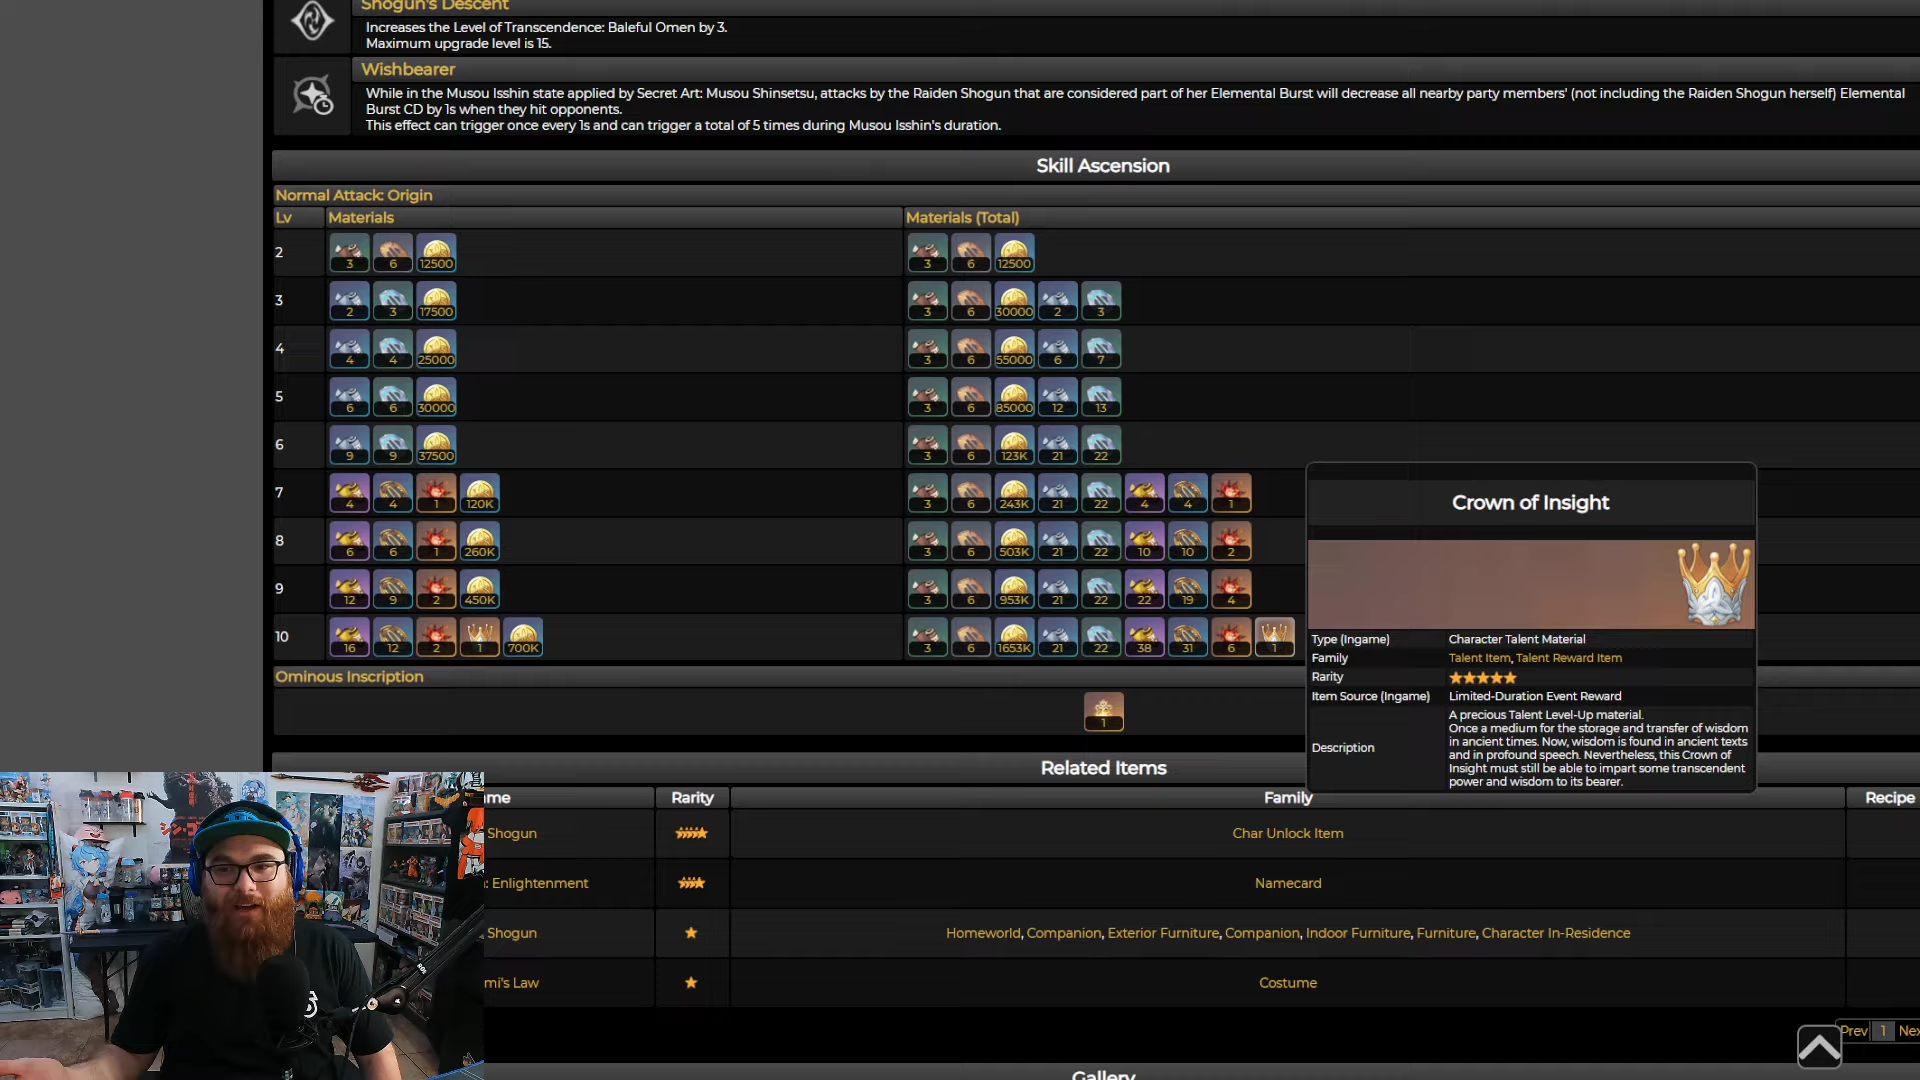 Shogun's Descent
Increases the Level of Transcendence: Baleful Omen by 3.
Maximum upgrade level is 15.
Wishbearer
While in the Musou Isshin state applied by Secret Art: Musou Shinsetsu, attacks by the Raiden Shogun that are considered part of her Elemental Burst will decrease all nearby party members' (not including the Raiden Shogun herself) Elemental
Burst CD by 1s when they hit opponents.
This effect can trigger once every 1s and can trigger a total of 5 times during Musou Isshin's duration.
Skill Ascension
Normal Attack: Origin
Lv Materials Materials (Total)
2 3 6 12500 3 6 12500
3 2 3 17500 3 6 30000 2 3
4 4 4 25000 3 6 55000 6 7
5 6 6 30000 3 6 85000 12 13
6 9 9 37500 3 6 123K 21 22
7 4 4 1 120K 3 6 243K 21 22 4 4 1
8 6 6 1 260K 3 6 503K 21 22 10 10 2
9 12 9 2 450K 3 6 953K 21 22 22 19 4
10 16 12 2 1 700K 3 6 1653K 21 22 38 31 6 1
Crown of Insight
Type (Ingame) Character Talent Material
Family Talent Item, Talent Reward Item
Rarity
Item Source (Ingame) Limited-Duration Event Reward
Description
A precious Talent Level-Up material.
Once a medium for the storage and transfer of wisdom
in ancient times. Now, wisdom is found in ancient texts
and in profound speech. Nevertheless, this Crown of
Insight must still be able to impart some transcendent
power and wisdom to its bearer.
Ominous Inscription
1
Related Items
me Rarity Family Recipe
Shogun Char Unlock Item
: Enlightenment Namecard
Shogun Homeworld, Companion, Exterior Furniture, Companion, Indoor Furniture, Furniture, Character In-Residence
mi's Law Costume
Prev 1 Nex
Gallery